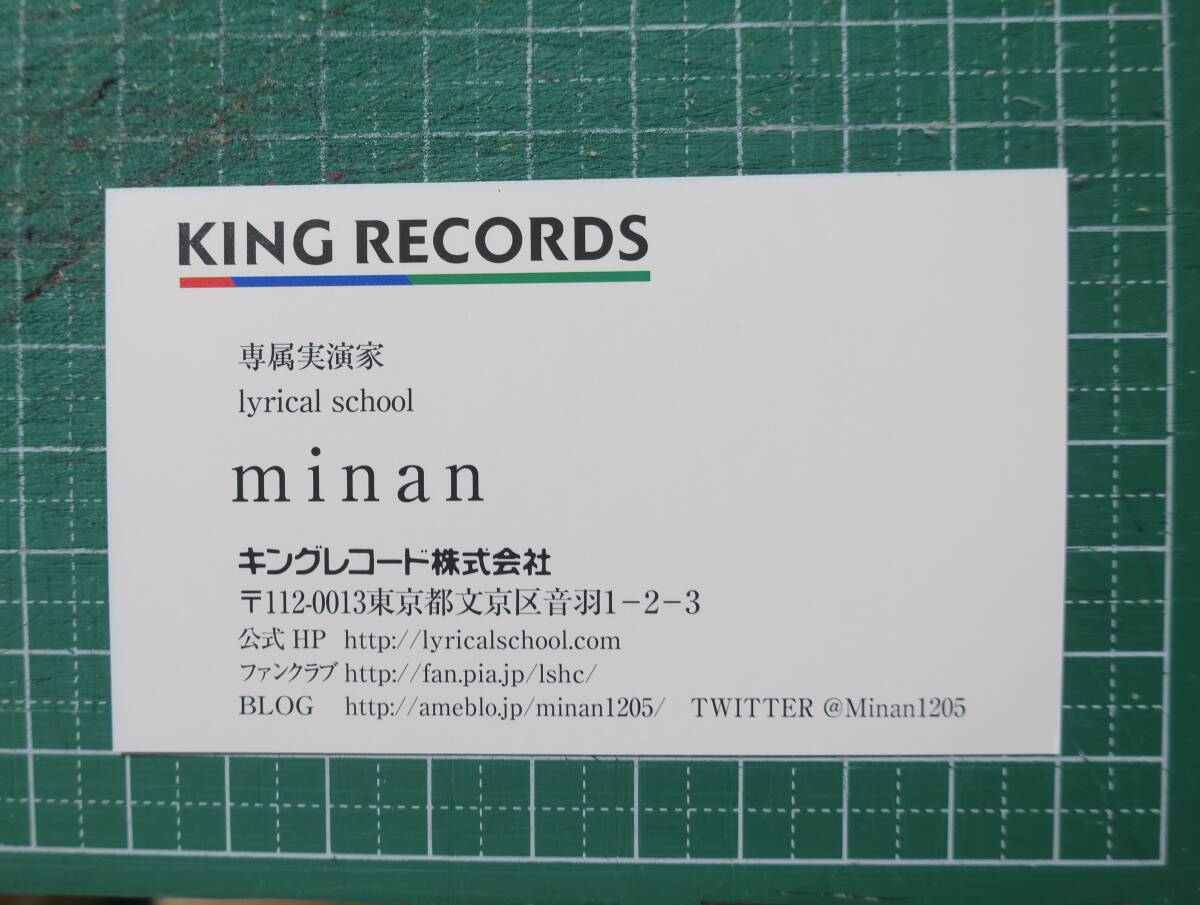 KING RECORDS
専属実演家
lyrical school
minan
キングレコード株式会社
〒112-0013東京都文京区音羽1−2−3
公式 HP http://lyricalschool.com
ファンクラブ http://fan.pia.jp/lshc/
BLOG http://ameblo.jp/minan1205/ TWITTER @Minan1205